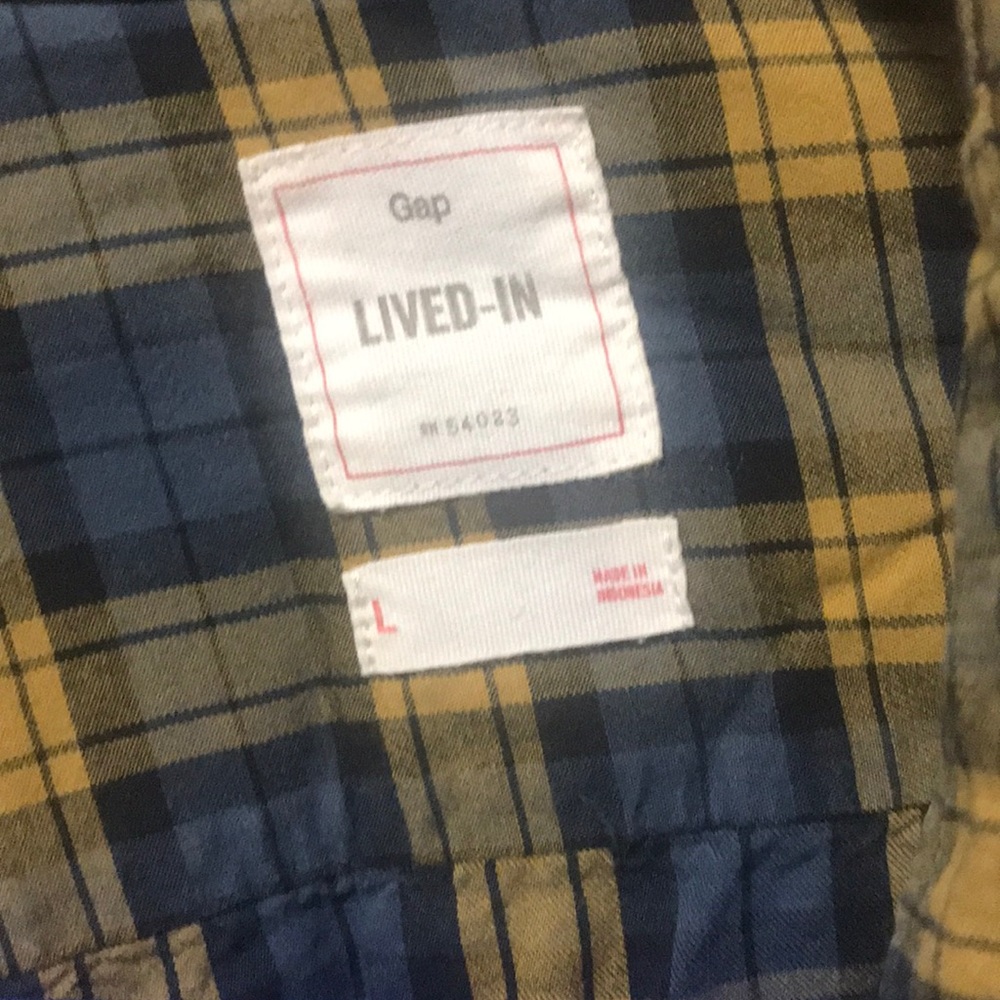 Gap
LIVED-IN
RN 54023
L
MADE IN
INDONESIA